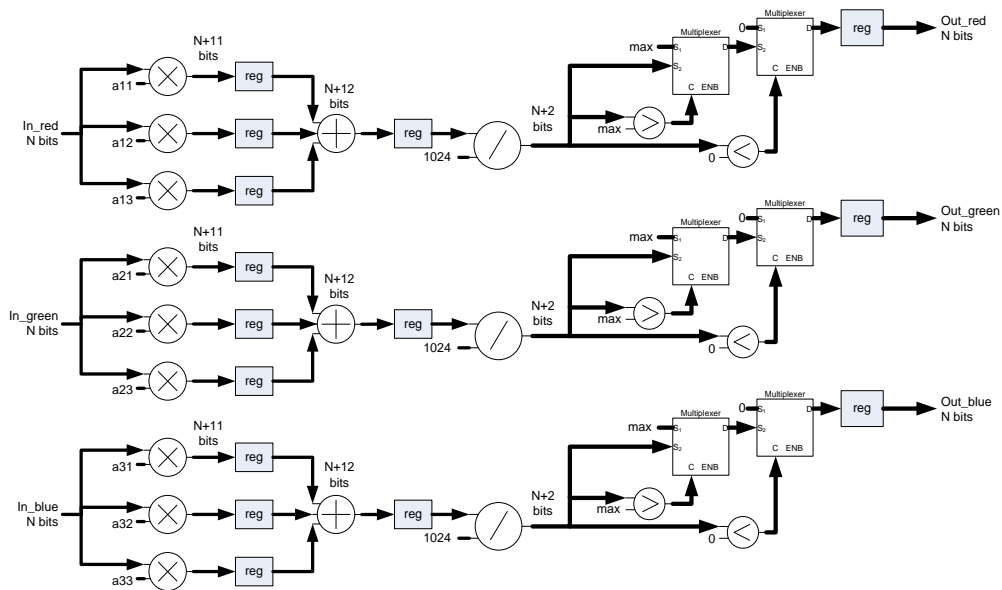 N+11
bits
a11
reg
In_red
N bits
a12
reg
a13
reg
N+12
bits
reg
1024
N+2
bits
max
S₁
S₂
Multiplexer
D
C ENB
max
>
0
<
0
S₁
S₂
Multiplexer
D
C ENB
reg
Out_red
N bits
N+11
bits
a21
reg
In_green
N bits
a22
reg
a23
reg
N+12
bits
reg
1024
N+2
bits
max
S₁
S₂
Multiplexer
D
C ENB
max
>
0
<
0
S₁
S₂
Multiplexer
D
C ENB
reg
Out_green
N bits
N+11
bits
a31
reg
In_blue
N bits
a32
reg
a33
reg
N+12
bits
reg
1024
N+2
bits
max
S₁
S₂
Multiplexer
D
C ENB
max
>
0
<
0
S₁
S₂
Multiplexer
D
C ENB
reg
Out_blue
N bits